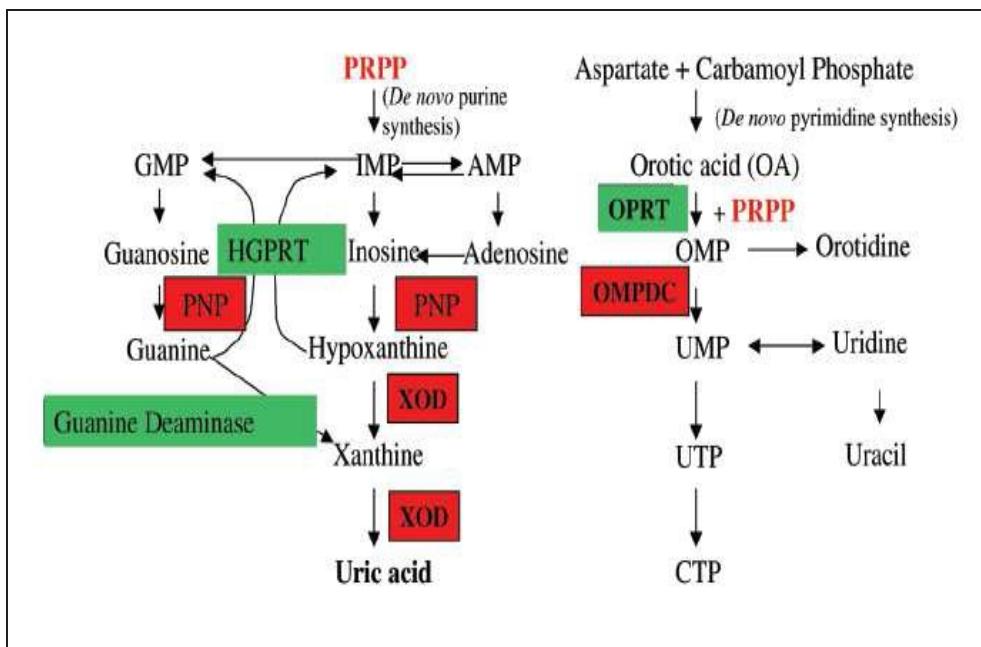 PRPP
(De novo purine
synthesis)
GMP
IMP
AMP
Guanosine
HGPRT
Inosine
Adenosine
PNP
PNP
Guanine
Hypoxanthine
XOD
Guanine Deaminase
Xanthine
XOD
Uric acid
Aspartate + Carbamoyl Phosphate
(De novo pyrimidine synthesis)
Orotic acid (OA)
OPRT
+ PRPP
OMP
Orotidine
OMPDC
UMP
Uridine
UTP
Uracil
CTP